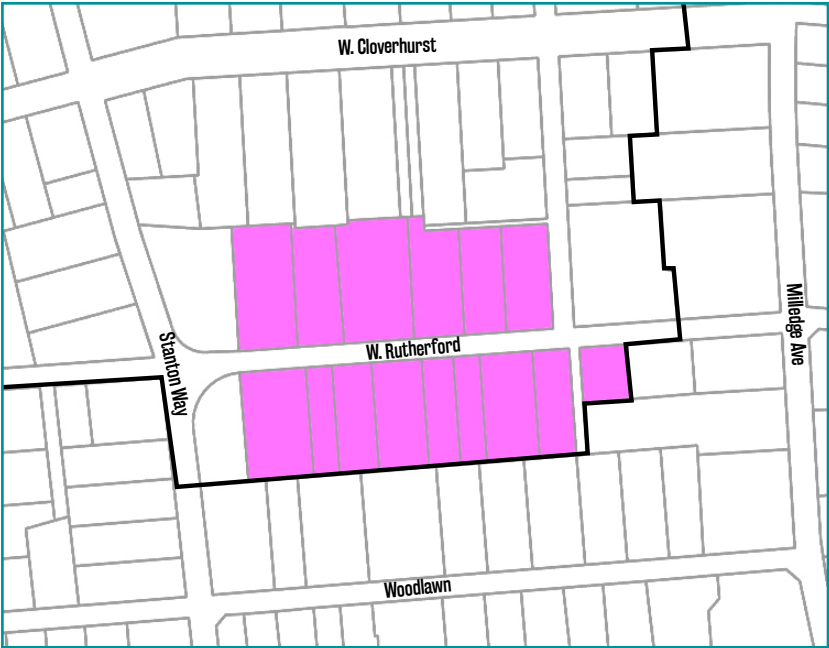 W. Cloverhurst
Milledge Ave
Stanton Way
W. Rutherford
Woodlawn